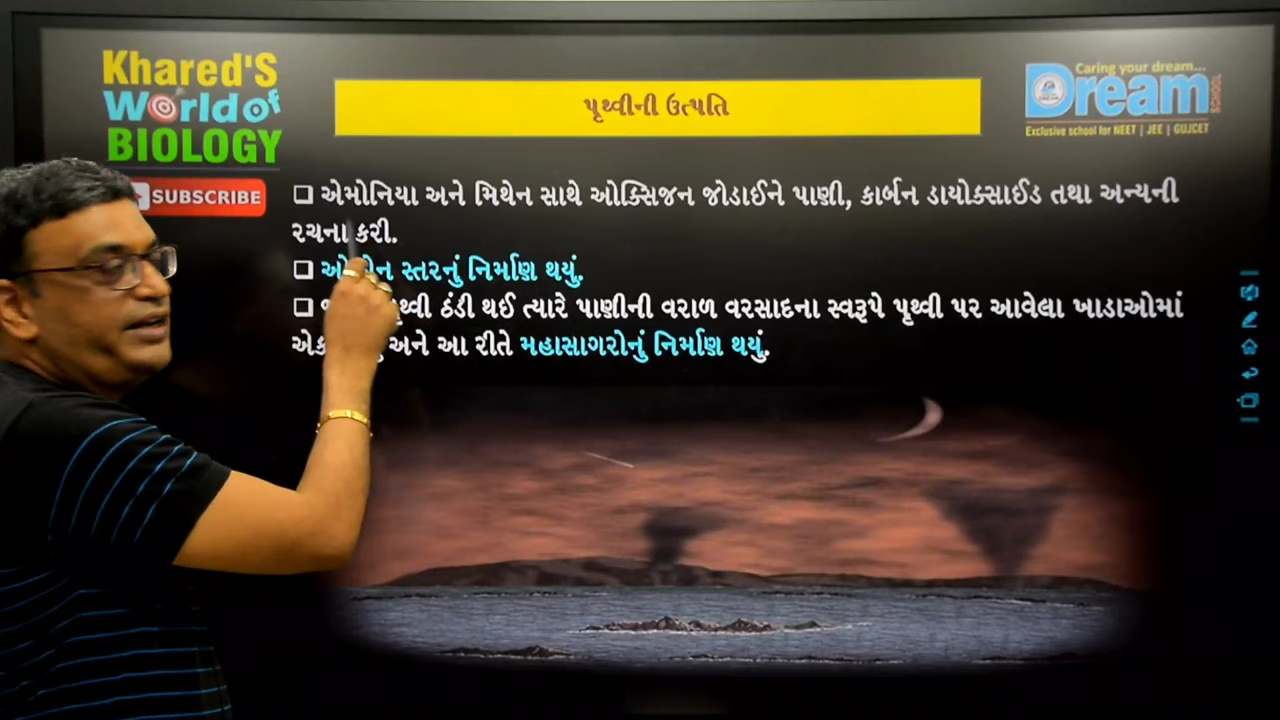 Khared'S
World of
BIOLOGY
SUBSCRIBE
પૃથ્વીની ઉત્પતિ
Caring your dream...
Dream
SCHOOL
Exclusive school for NEET | JEE | GUJCET
❑ એમોનિયા અને મિથેન સાથે ઓક્સિજન જોડાઈને પાણી, કાર્બન ડાયોક્સાઈડ તથા અન્યની
રચના કરી.
❑ સ્તરનું નિર્માણ થયું.
❑ ઠંડી થઈ ત્યારે પાણીની વરાળ વરસાદના સ્વરૂપે પૃથ્વી પર આવેલા ખાડાઓમાં
અને આ રીતે મહાસાગરોનું નિર્માણ થયું.